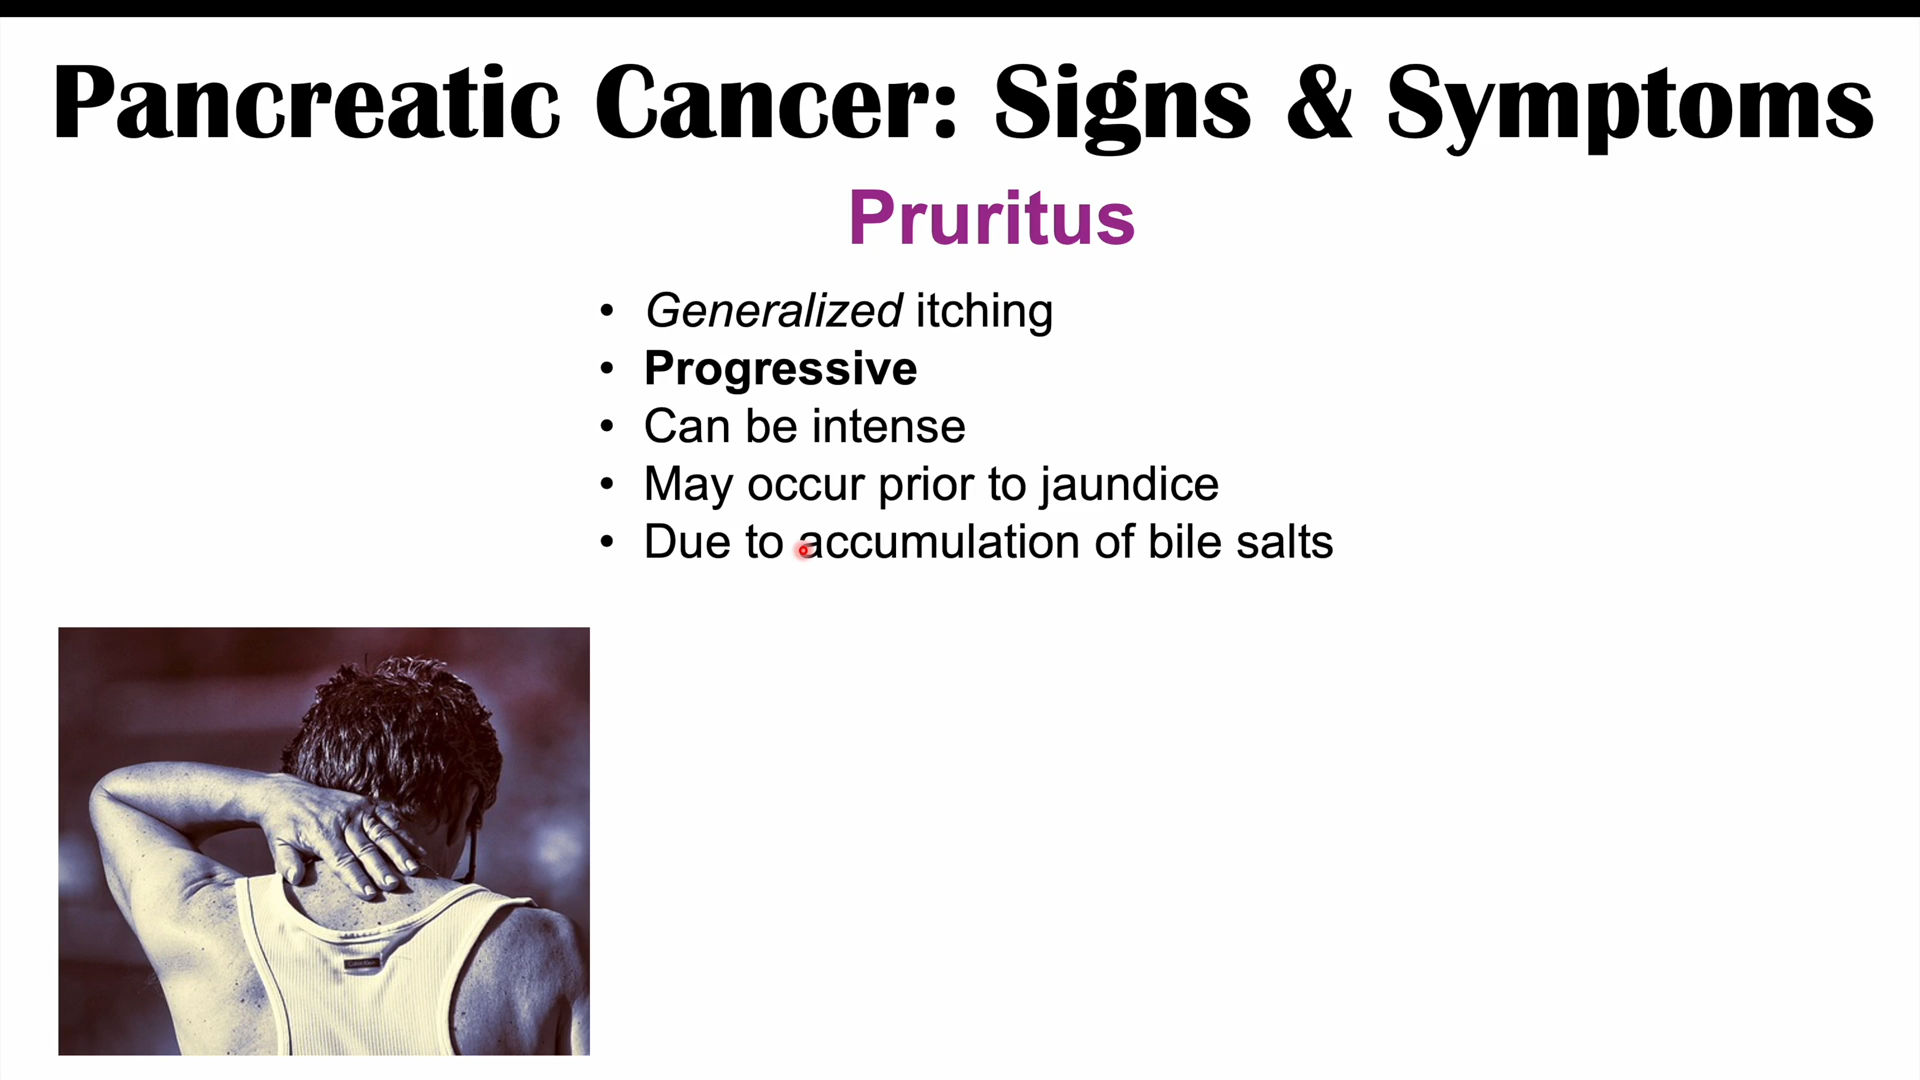 Pancreatic Cancer: Signs & Symptoms
Pruritus
• Generalized itching
• Progressive
• Can be intense
• May occur prior to jaundice
• Due to accumulation of bile salts